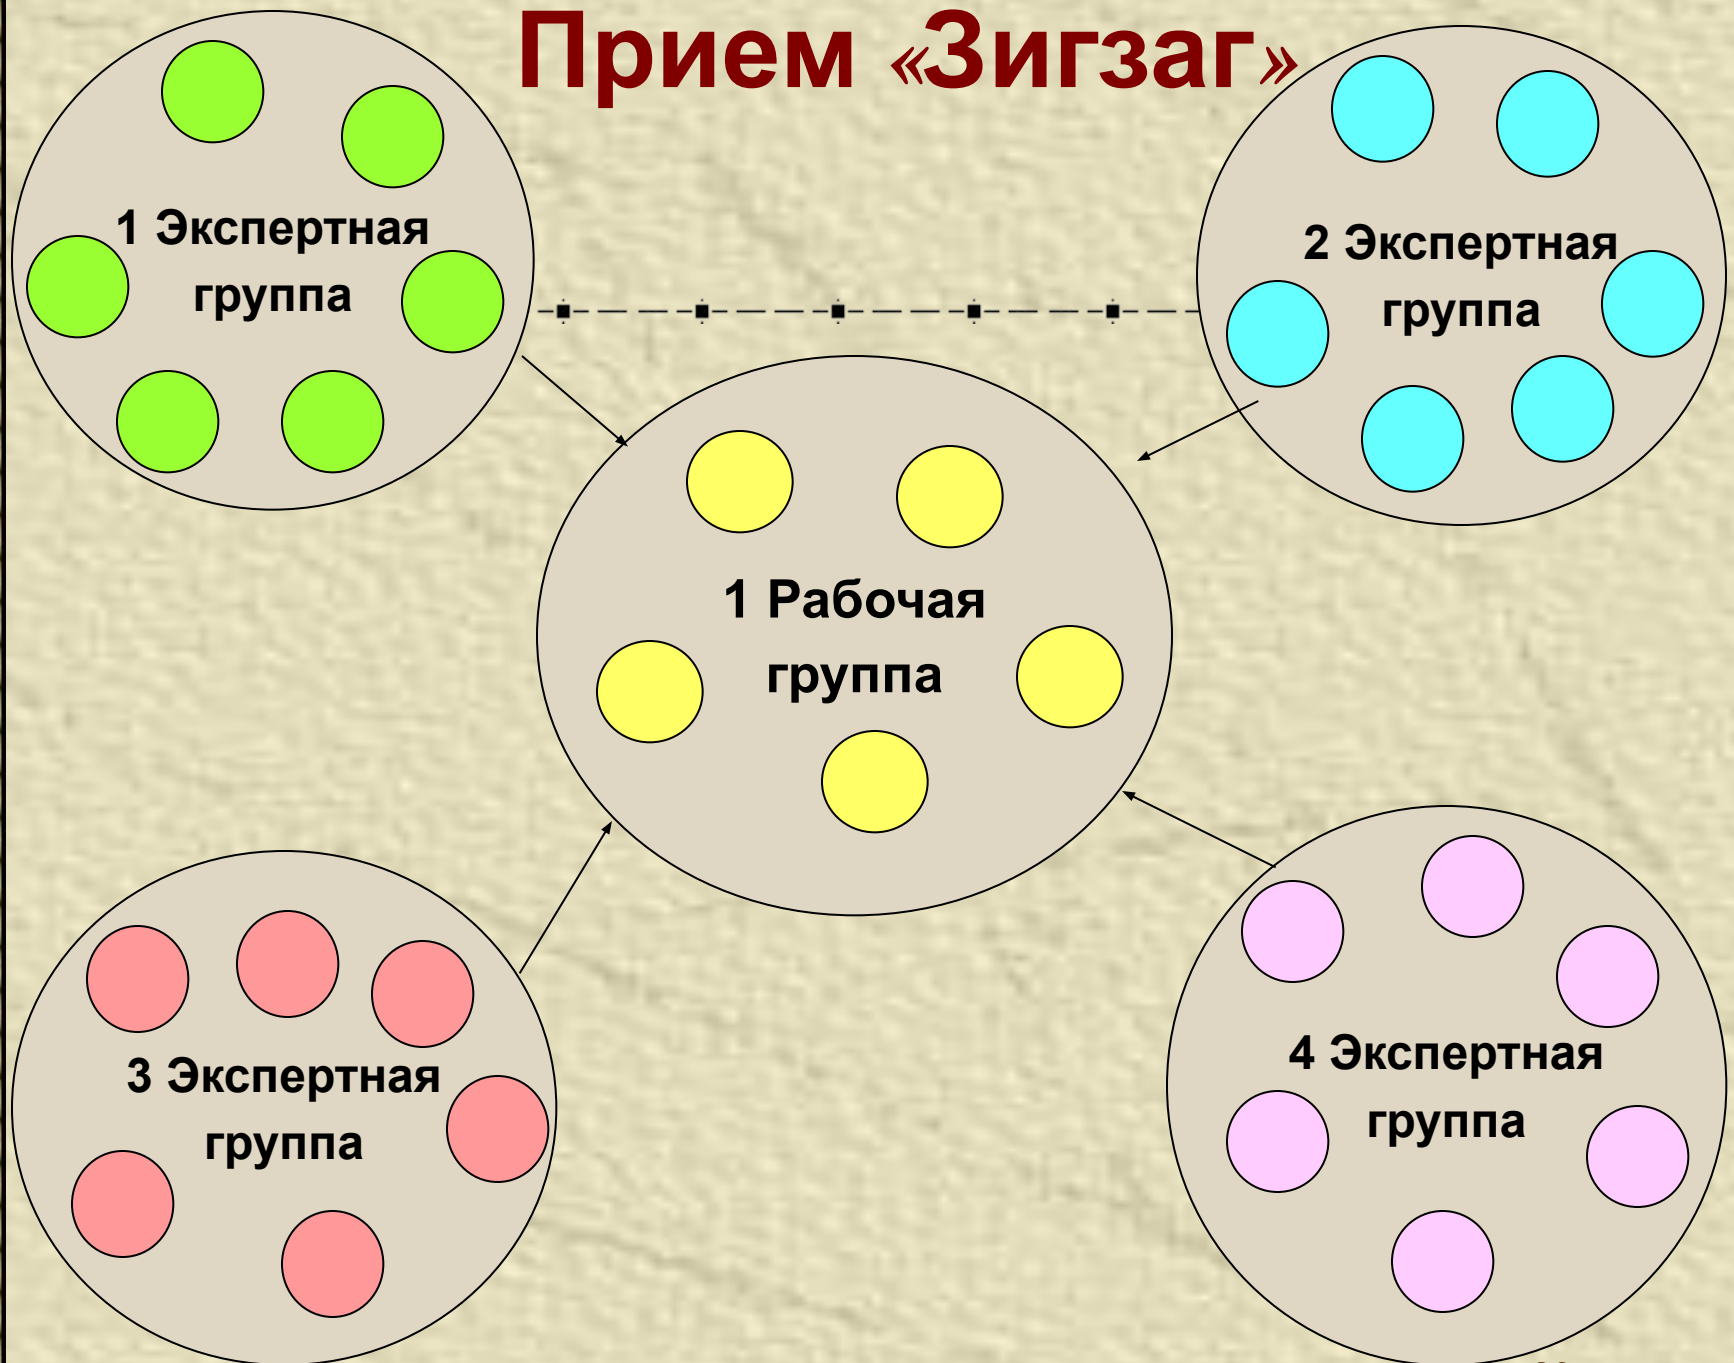 Прием «Зигзаг»
1 Экспертная
группа
2 Экспертная
группа
1 Рабочая
группа
3 Экспертная
группа
4 Экспертная
группа